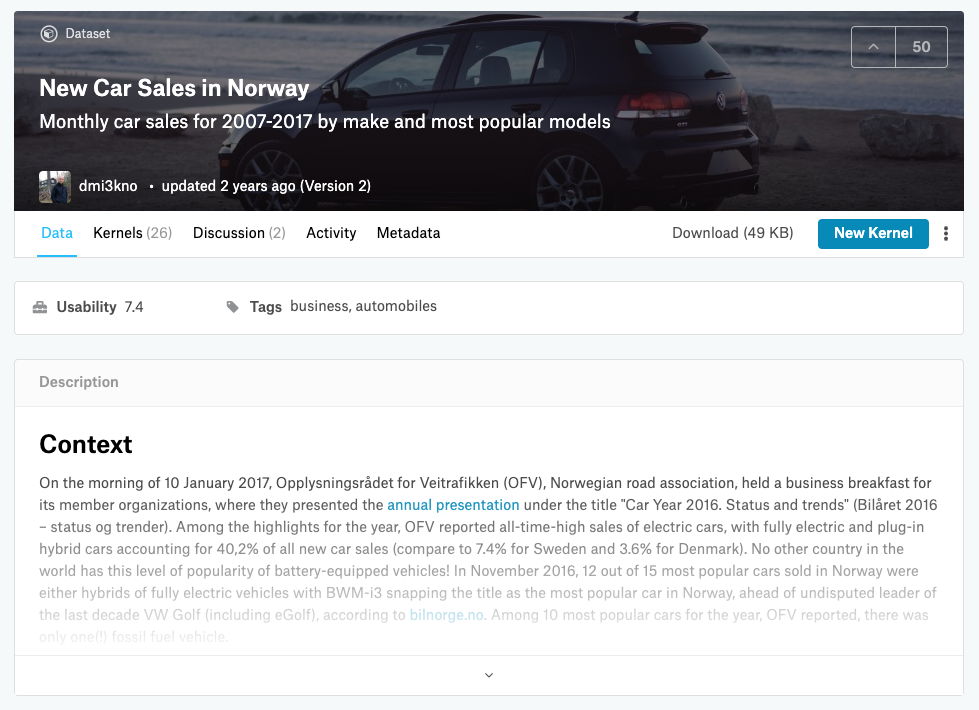 Dataset
50
New Car Sales in Norway
Monthly car sales for 2007-2017 by make and most popular models
dmi3kno • updated 2 years ago (Version 2)
Data Kernels (26) Discussion (2) Activity Metadata Download (49 KB) New Kernel
Usability 7.4 Tags business, automobiles
Description
Context
On the morning of 10 January 2017, Opplysningsrådet for Veitrafikken (OFV), Norwegian road association, held a business breakfast for
its member organizations, where they presented the annual presentation under the title "Car Year 2016. Status and trends" (Bilåret 2016
– status og trender). Among the highlights for the year, OFV reported all-time-high sales of electric cars, with fully electric and plug-in
hybrid cars accounting for 40,2% of all new car sales (compare to 7.4% for Sweden and 3.6% for Denmark). No other country in the
world has this level of popularity of battery-equipped vehicles! In November 2016, 12 out of 15 most popular cars sold in Norway were
either hybrids of fully electric vehicles with BWM-i3 snapping the title as the most popular car in Norway, ahead of undisputed leader of
the last decade VW Golf (including eGolf), according to bilnorge.no. Among 10 most popular cars for the year, OFV reported, there was
only one(!) fossil fuel vehicle.